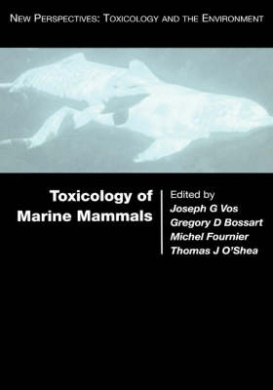 NEW PERSPECTIVES: TOXICOLOGY AND THE ENVIRONMENT
Toxicology of
Marine Mammals
Edited by
Joseph G Vos
Gregory D Bossart
Michel Fournier
Thomas J O'Shea